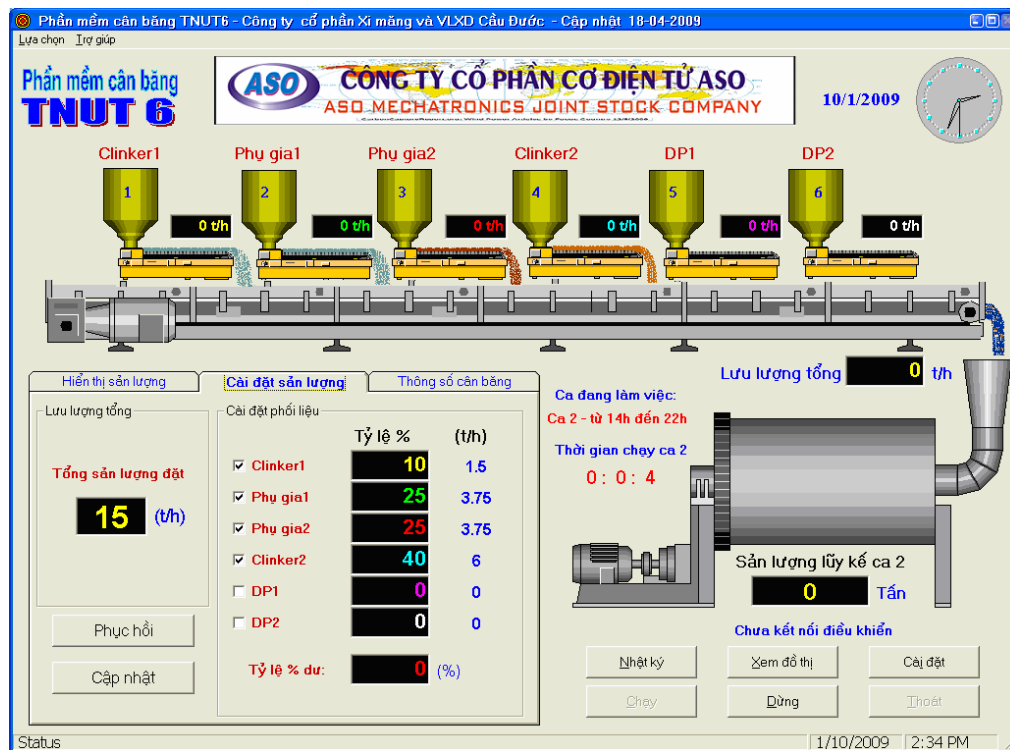 Phần mềm cân băng TNUT6 - Công ty cổ phần Xi măng và VLXD Cầu Đước - Cập nhật 18-04-2009
Lựa chọn Trợ giúp
Phần mềm cân băng
TNUT 6
ASO
CÔNG TY CỔ PHẦN CƠ ĐIỆN TỬ ASO
ASO MECHATRONICS JOINT STOCK COMPANY
10/1/2009
Clinker1 Phụ gia1 Phụ gia2 Clinker2 DP1 DP2
1 2 3 4 5 6
0 t/h 0 t/h 0 t/h 0 t/h 0 t/h 0 t/h
Lưu lượng tổng 0 t/h
Hiển thị sản lượng Cài đặt sản lượng Thông số cân băng
Lưu lượng tổng
Tổng sản lượng đặt
15 (t/h)
Phục hồi
Cập nhật
Cài đặt phối liệu
Tỷ lệ % (t/h)
Clinker1 10 1.5
Phụ gia1 25 3.75
Phụ gia2 25 3.75
Clinker2 40 6
DP1 0 0
DP2 0 0
Tỷ lệ % dư: 0 (%)
Ca đang làm việc:
Ca 2 - từ 14h đến 22h
Thời gian chạy ca 2
0 : 0 : 4
Sản lượng lũy kế ca 2
0 Tấn
Chưa kết nối điều khiển
Nhật ký Xem đồ thị Cài đặt
Chạy Dừng Thoát
Status 1/10/2009 2:34 PM